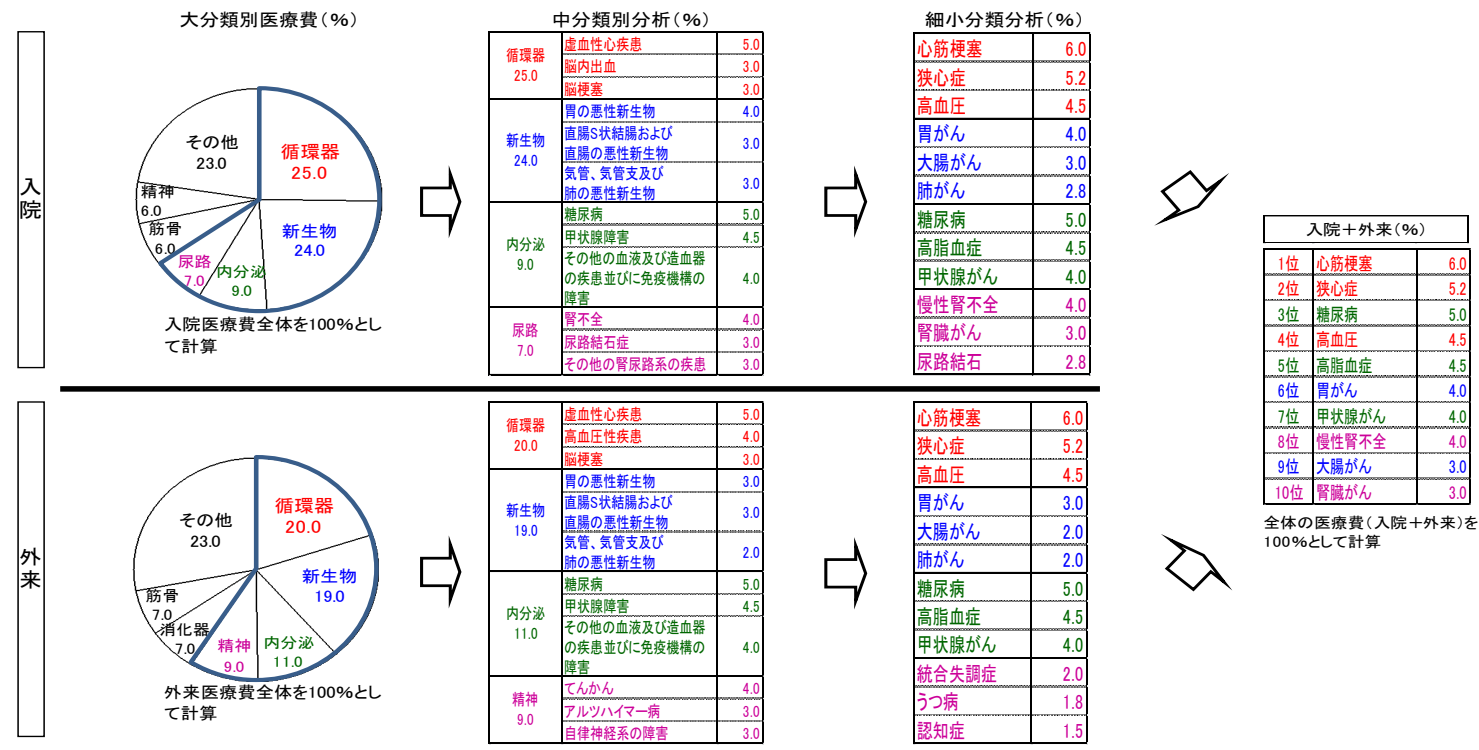 大分類別医療費(%)
中分類別分析(%)
細小分類分析(%)
入院
その他
23.0
循環器
25.0
精神
6.0
筋骨
6.0
尿路
7.0
内分泌
9.0
新生物
24.0
入院医療費全体を100%とし
て計算
循環器
25.0
虚血性心疾患 5.0
脳内出血 3.0
脳梗塞 3.0
新生物
24.0
胃の悪性新生物 4.0
直腸S状結腸および
直腸の悪性新生物 3.0
気管、気管支及び
肺の悪性新生物 3.0
内分泌
9.0
糖尿病 5.0
甲状腺障害 4.5
その他の血液及び造血器
の疾患並びに免疫機構の
障害 4.0
尿路
7.0
腎不全 4.0
尿路結石症 3.0
その他の腎尿路系の疾患 3.0
心筋梗塞 6.0
狭心症 5.2
高血圧 4.5
胃がん 4.0
大腸がん 3.0
肺がん 2.8
糖尿病 5.0
高脂血症 4.5
甲状腺がん 4.0
慢性腎不全 4.0
腎臓がん 3.0
尿路結石 2.8
外来
その他
23.0
循環器
20.0
新生物
19.0
筋骨
7.0
消化器
7.0
精神
9.0
内分泌
11.0
外来医療費全体を100%とし
て計算
循環器
20.0
虚血性心疾患 5.0
高血圧性疾患 4.0
脳梗塞 3.0
新生物
19.0
胃の悪性新生物 3.0
直腸S状結腸および
直腸の悪性新生物 3.0
気管、気管支及び
肺の悪性新生物 2.0
内分泌
11.0
糖尿病 5.0
甲状腺障害 4.5
その他の血液及び造血器
の疾患並びに免疫機構の
障害 4.0
精神
9.0
てんかん 4.0
アルツハイマー病 3.0
自律神経系の障害 3.0
心筋梗塞 6.0
狭心症 5.2
高血圧 4.5
胃がん 3.0
大腸がん 2.0
肺がん 2.0
糖尿病 5.0
高脂血症 4.5
甲状腺がん 4.0
統合失調症 2.0
うつ病 1.8
認知症 1.5
入院+外来(%)
1位 心筋梗塞 6.0
2位 狭心症 5.2
3位 糖尿病 5.0
4位 高血圧 4.5
5位 高脂血症 4.5
6位 胃がん 4.0
7位 甲状腺がん 4.0
8位 慢性腎不全 4.0
9位 大腸がん 3.0
10位 腎臓がん 3.0
全体の医療費(入院+外来)を
100%として計算